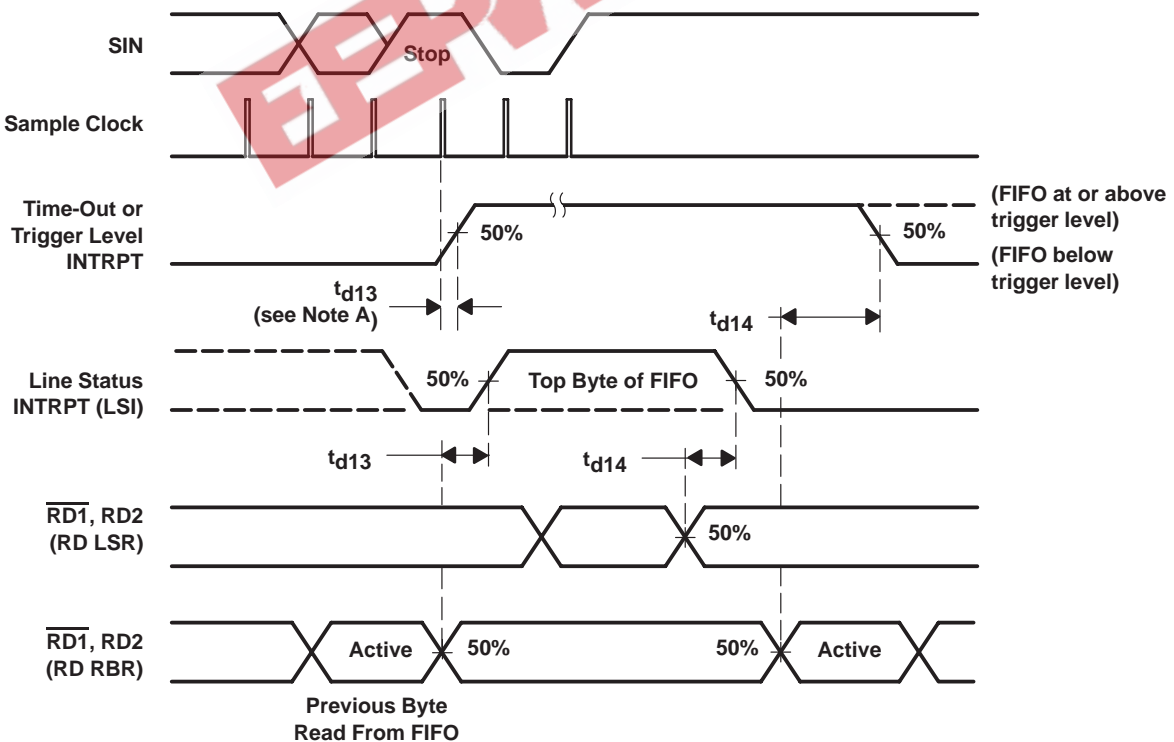 SIN
Stop
Sample Clock
Time-Out or
Trigger Level
INTRPT
50%
50%
(FIFO at or above
trigger level)
(FIFO below
trigger level)
td13
(see Note A)
td14
Line Status
INTRPT (LSI)
50%
Top Byte of FIFO
50%
td13
td14
RD1, RD2
(RD LSR)
50%
RD1, RD2
(RD RBR)
Active
50%
50%
Active
Previous Byte
Read From FIFO